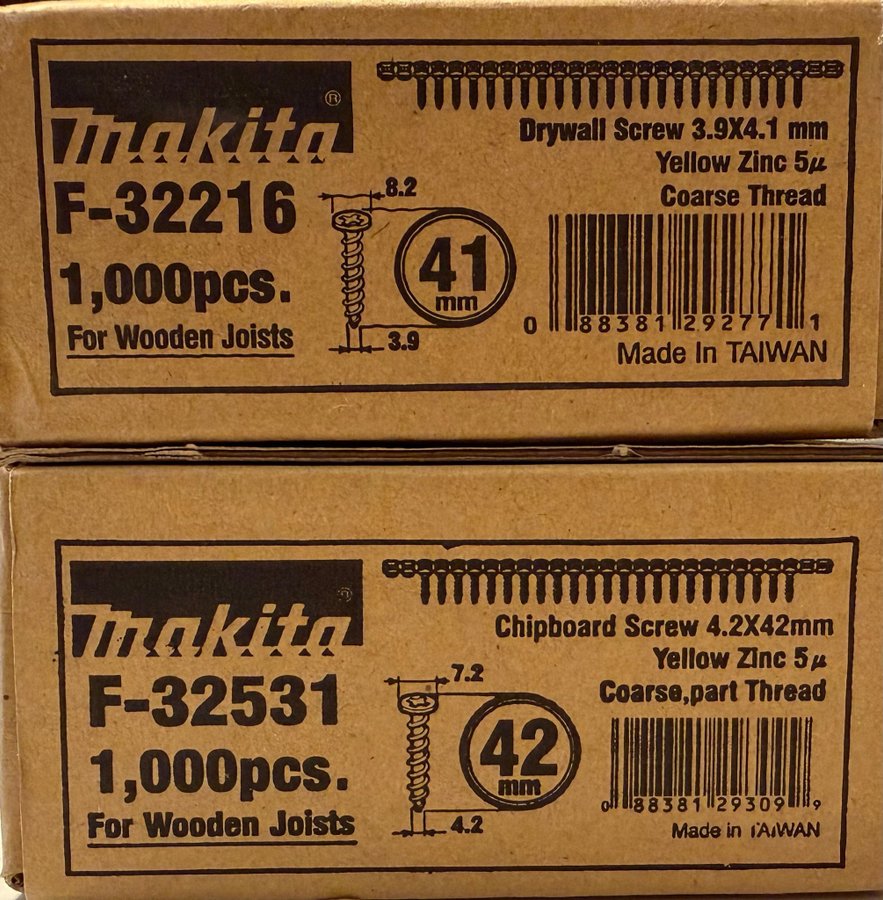 Makita®
F-32216
1,000pcs.
For Wooden Joists
8.2
41
mm
3.9
Drywall Screw 3.9X4.1 mm
Yellow Zinc 5μ
Coarse Thread
0 88381 29277 1
Made In TAIWAN
Makita®
F-32531
1,000pcs.
For Wooden Joists
7.2
42
mm
4.2
Chipboard Screw 4.2X42mm
Yellow Zinc 5μ
Coarse,part Thread
0 88381 29309 9
Made in TAIWAN